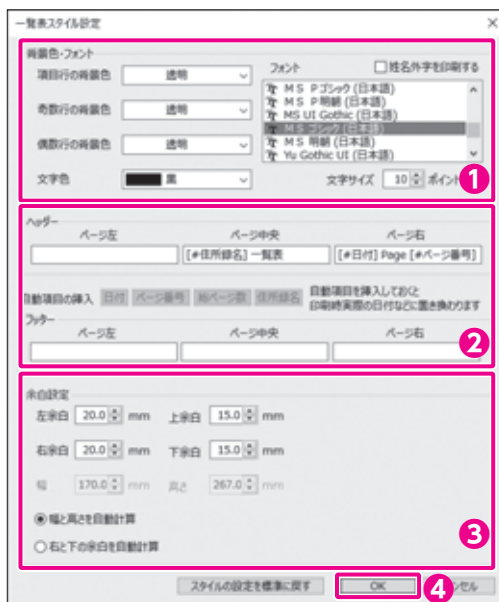 一覧表スタイル設定
背景色・フォント
項目行の背景色 透明
奇数行の背景色 透明
偶数行の背景色 透明
文字色 黒
フォント 姓名外字を印刷する
MS Pゴシック (日本語)
MS P明朝 (日本語)
MS UI Gothic (日本語)
MS ゴシック (日本語)
MS 明朝 (日本語)
Yu Gothic UI (日本語)
文字サイズ 10 ポイント
1
ヘッダー
ページ左 ページ中央 ページ右
[#住所録名] 一覧表 [#日付] Page [#ページ番号]
自動項目の挿入 日付 ページ番号 総ページ数 住所録名
自動項目を挿入しておくと
印刷時実際の日付などに置き換わります
フッター
ページ左 ページ中央 ページ右
2
余白設定
左余白 20.0 mm 上余白 15.0 mm
右余白 20.0 mm 下余白 15.0 mm
幅 170.0 mm 高さ 267.0 mm
幅と高さを自動計算
右と下の余白を自動計算
3
スタイルの設定を標準に戻す OK 4 ンセル